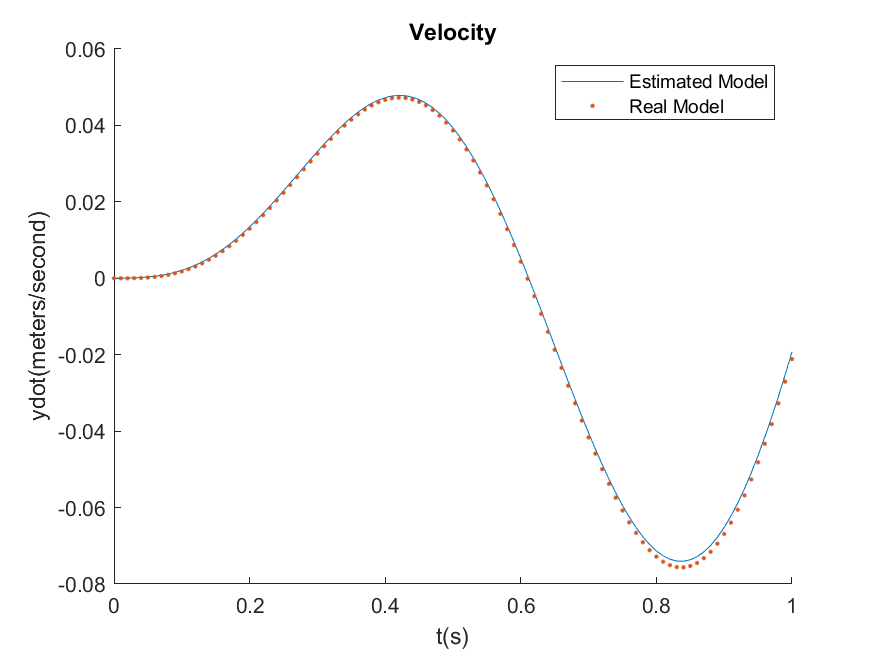 Velocity
Estimated Model
Real Model
0.06
0.04
0.02
0
-0.02
-0.04
-0.06
-0.08
ydot(meters/second)
0 0.2 0.4 0.6 0.8 1
t(s)